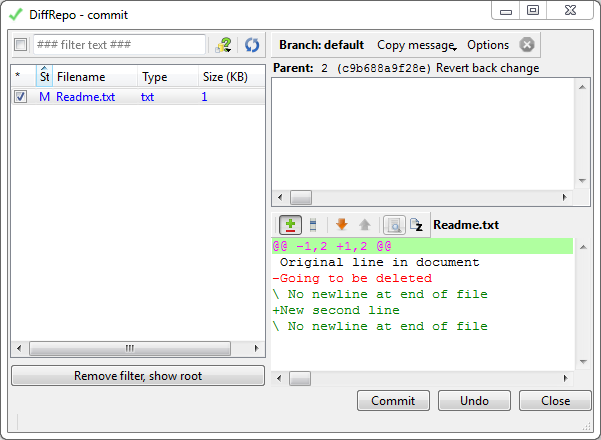 DiffRepo - commit
### filter text ###
* St Filename Type Size (KB)
M Readme.txt txt 1
Remove filter, show root
Branch: default Copy message Options
Parent: 2 (c9b688a9f28e) Revert back change
z Readme.txt
@@ -1,2 +1,2 @@
Original line in document
-Going to be deleted
\ No newline at end of file
+New second line
\ No newline at end of file
Commit Undo Close